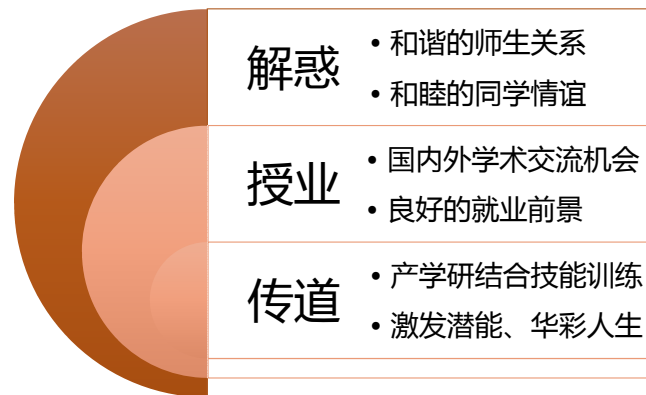 解惑
• 和谐的师生关系
• 和睦的同学情谊
授业
• 国内外学术交流机会
• 良好的就业前景
传道
• 产学研结合技能训练
• 激发潜能、华彩人生